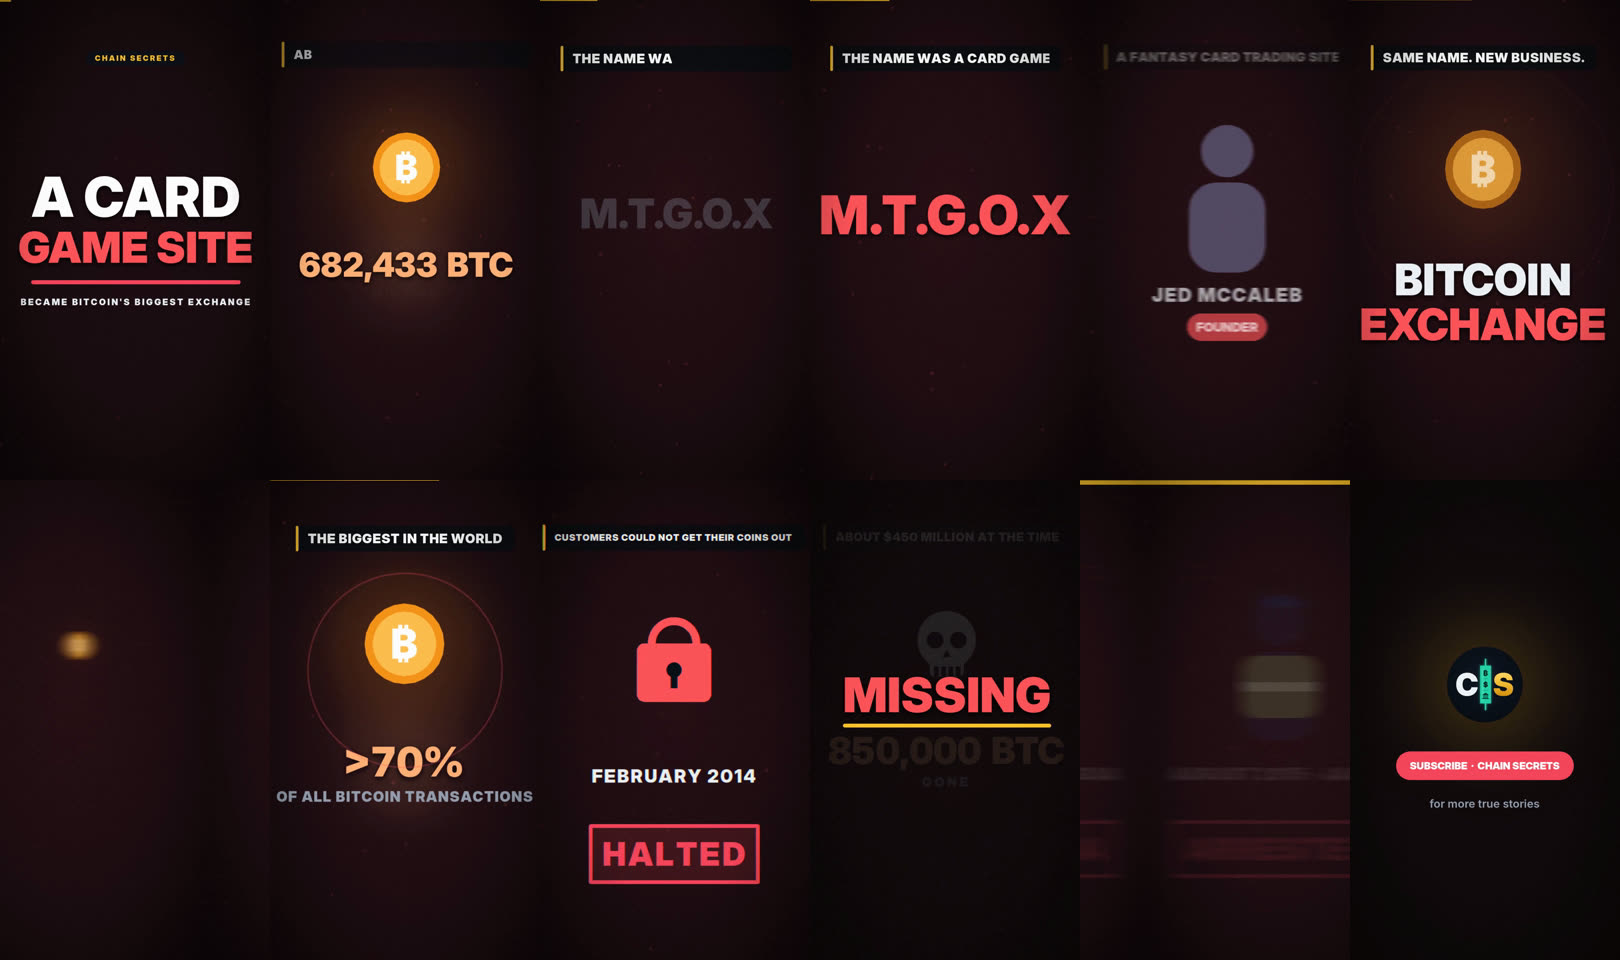 CHAIN SECRETS
A CARD
GAME SITE
BECAME BITCOIN'S BIGGEST EXCHANGE
AB
682,433 BTC
THE NAME WA
M.T.G.O.X
THE NAME WAS A CARD GAME
M.T.G.O.X
A FANTASY CARD TRADING SITE
JED MCCALEB
FOUNDER
SAME NAME. NEW BUSINESS.
BITCOIN
EXCHANGE
THE BIGGEST IN THE WORLD
>70%
OF ALL BITCOIN TRANSACTIONS
CUSTOMERS COULD NOT GET THEIR COINS OUT
FEBRUARY 2014
HALTED
ABOUT $450 MILLION AT THE TIME
MISSING
850,000 BTC
GONE
CS
SUBSCRIBE · CHAIN SECRETS
for more true stories